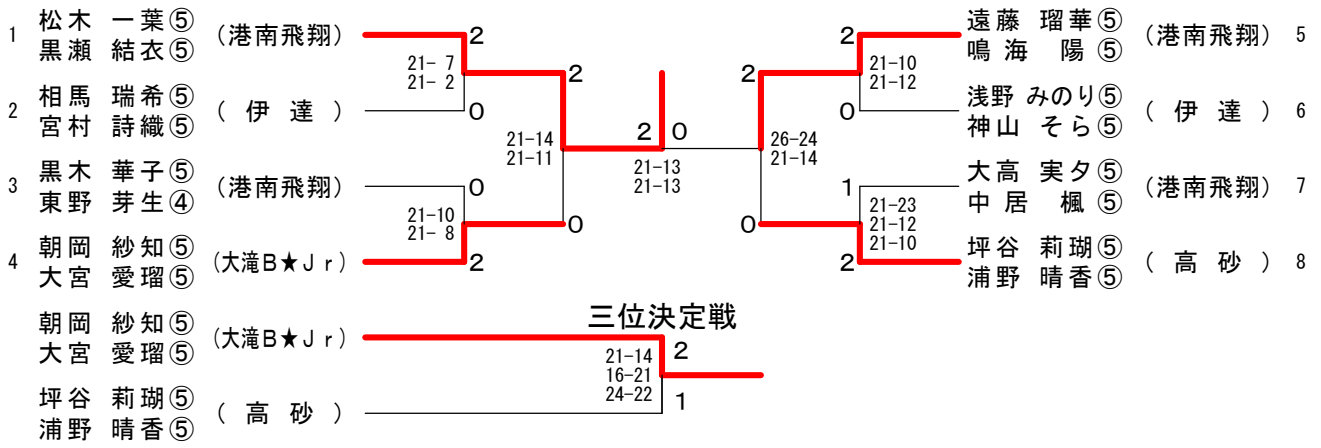 1 松木 一葉⑤ (港南飛翔) 2
黒瀬 結衣⑤
21- 7
21- 2
2
2 相馬 瑞希⑤ ( 伊 達 ) 0
宮村 詩織⑤
21-14
21-11
3 黒木 華子⑤ (港南飛翔) 0
東野 芽生④
21-10
21- 8
0
4 朝岡 紗知⑤ (大滝B★Jr) 2
大宮 愛瑠⑤
2 0
21-13
21-13
2 遠藤 瑠華⑤ (港南飛翔) 5
鳴海 陽⑤
21-10
21-12
2
0 浅野 みのり⑤ ( 伊 達 ) 6
神山 そら⑤
26-24
21-14
1 大高 実夕⑤ (港南飛翔) 7
中居 楓⑤
21-23
21-12
21-10
0
2 坪谷 莉瑚⑤ ( 高 砂 ) 8
浦野 晴香⑤
三位決定戦
朝岡 紗知⑤ (大滝B★Jr) 2
大宮 愛瑠⑤
21-14
16-21
24-22
坪谷 莉瑚⑤ ( 高 砂 ) 1
浦野 晴香⑤